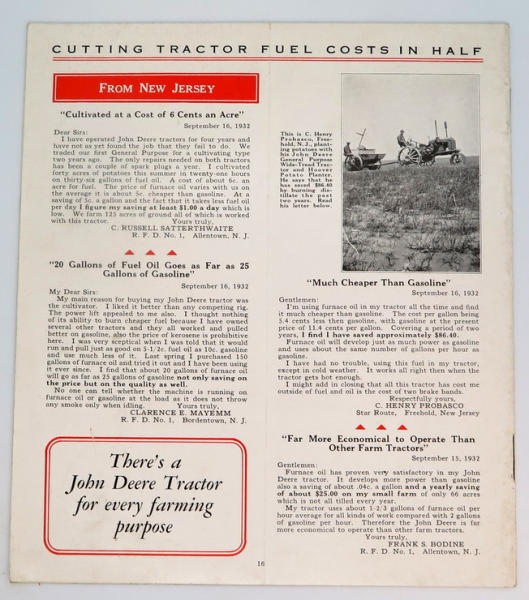 CUTTING TRACTOR FUEL COSTS IN HALF
FROM NEW JERSEY
"Cultivated at a Cost of 6 Cents an Acre"
September 16, 1932
Dear Sirs:
I have operated John Deere tractors for four years and
have not as yet found the job that they fail to do. We
traded our first General Purpose for a cultivating type
two years ago. The only repairs needed on both tractors
has been a couple of spark plugs a year. I cultivated
forty acres of potatoes this summer in twenty-one hours
on thirty-six gallons of fuel oil. A cost of about 6c. an
acre for fuel. The price of furnace oil varies with us on
the average it is about 5c. cheaper than gasoline. At a
saving of 5c. a gallon and the fact that it takes less fuel oil
per day I figure my saving at least $1.00 a day which is
low. We farm 125 acres of ground all of which is worked
with this tractor. Yours truly,
C. RUSSELL SATTERTHWAITE
R. F. D. No. 1, Allentown, N. J.
"20 Gallons of Fuel Oil Goes as Far as 25
Gallons of Gasoline"
September 16, 1932
My Dear Sirs:
My main reason for buying my John Deere tractor was
the cultivator. I liked it better than any competing rig.
The power lift appealed to me also. I thought nothing
of its ability to burn cheaper fuel because I have owned
several other tractors and they all worked and pulled
better on gasoline, also the price of kerosene is prohibitive
here. I was very sceptical when I was told that it would
run and pull just as good on 5-1/2c. fuel oil as 10c. gasoline
and use much less of it. Last spring I purchased 150
gallons of furnace oil and tried it out and I have been using
it ever since. I find that about 20 gallons of furnace oil
will go as far as 25 gallons of gasoline not only saving on
the price but on the quality as well.
No one can tell whether the machine is running on
furnace oil or gasoline at the load as it does not throw
any smoke only when idling. Yours truly,
CLARENCE E. MAYEMM
R. F. D. No. 1, Bordentown, N. J.
There's a
John Deere Tractor
for every farming
purpose
This is C. Henry
Probasco, Free-
hold, N. J., plant-
ing potatoes with
his John Deere
General Purpose
Wide-Tread Trac-
tor and Hoover
Potato Planter.
He says that he
has saved $86.40
by burning dis-
tillate the past
two years. Read
his letter below.
"Much Cheaper Than Gasoline"
September 16, 1932
Gentlemen:
I'm using furnace oil in my tractor all the time and find
it much cheaper than gasoline. The cost per gallon being
5.4 cents less then gasoline, with gasoline at the present
price of 11.4 cents per gallon. Covering a period of two
years, I find I have saved approximately $86.40.
Furnace oil will develop just as much power as gasoline
and uses about the same number of gallons per hour as
gasoline.
I have had no trouble, using this fuel in my tractor,
except in cold weather. It works all right then when the
tractor gets hot enough.
I might add in closing that all this tractor has cost me
outside of fuel and oil is the cost of two brake bands.
Respectfully yours,
C. HENRY PROBASCO
Star Route, Freehold, New Jersey
"Far More Economical to Operate Than
Other Farm Tractors"
September 15, 1932
Gentlemen:
Furnace oil has proven very satisfactory in my John
Deere tractor. It develops more power than gasoline
also a saving of about .04c. a gallon and a yearly saving
of about $25.00 on my small farm of only 66 acres
which is not all tilled every year.
My tractor uses about 1-2/3 gallons of furnace oil per
hour average for all kinds of work compared with 2 gallons
of gasoline per hour. Therefore the John Deere is far
more economical to operate than other farm tractors.
Yours truly,
FRANK S. BODINE
R. F. D. No. 1, Allentown, N. J.
16